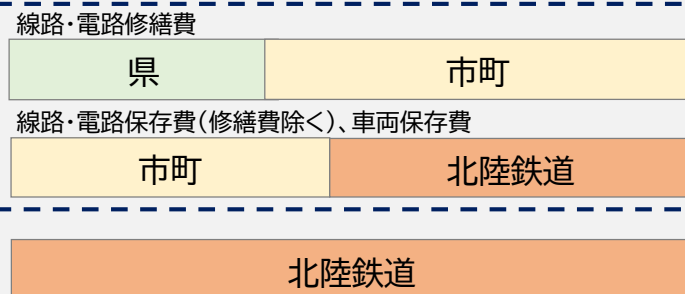 線路・電路修繕費
県
市町
線路・電路保存費(修繕費除く)、車両保存費
市町
北陸鉄道
北陸鉄道